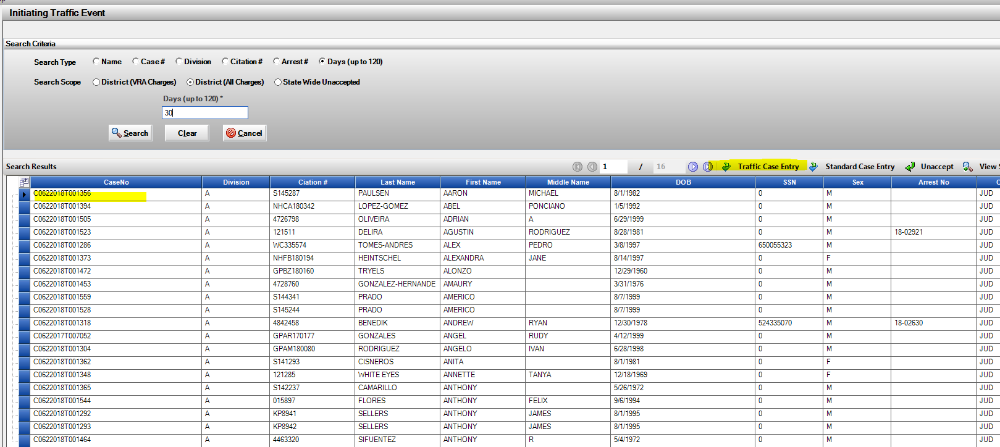 Initiating Traffic Event
Search Criteria
Search Type Name Case # Division Citation # Arrest # Days (up to 120)
Search Scope District (VRA Charges) District (All Charges) State Wide Unaccepted
Days (up to 120) *
30
Search Clear Cancel
Search Results 1 / 16 Traffic Case Entry Standard Case Entry Unaccept View
CaseNo Division Ciation # Last Name First Name Middle Name DOB SSN Sex Arrest No
C0622018T001356 A S145287 PAULSEN AARON MICHAEL 8/1/1982 0 M JUD
C0622018T001394 A NHCA180342 LOPEZ-GOMEZ ABEL PONCIANO 1/5/1992 0 M JUD
C0622018T001505 A 4726798 OLIVEIRA ADRIAN A 6/29/1999 0 M JUD
C0622018T001523 A 121511 DELIRA AGUSTIN RODRIGUEZ 8/28/1981 0 M 18-02921 JUD
C0622018T001286 A WC335574 TOMES-ANDRES ALEX PEDRO 3/8/1997 650055323 M JUD
C0622018T001373 A NHFB180194 HEINTSCHEL ALEXANDRA JANE 8/14/1997 0 F JUD
C0622018T001472 A GPBZ180160 TRYELS ALONZO 12/29/1960 0 M JUD
C0622018T001453 A 4728760 GONZALEZ-HERNANDE AMAURY 3/31/1976 0 M JUD
C0622018T001559 A S144341 PRADO AMERICO 8/7/1999 0 M JUD
C0622018T001528 A S145244 PRADO AMERICO 8/7/1999 0 M JUD
C0622018T001318 A 4842458 BENEDIK ANDREW RYAN 12/30/1978 524335070 M 18-02630 JUD
C0622017T007052 A GPAR170177 GONZALES ANGEL RUDY 4/12/1999 0 M JUD
C0622018T001304 A GPAM180080 RODRIGUEZ ANGELO IVAN 6/28/1998 0 M JUD
C0622018T001362 A S141293 CISNEROS ANITA 8/1/1981 0 F JUD
C0622018T001348 A 121285 WHITE EYES ANNETTE TANYA 12/18/1969 0 F JUD
C0622018T001365 A S142237 CAMARILLO ANTHONY 5/26/1972 0 M JUD
C0622018T001544 A 015897 FLORES ANTHONY FELIX 9/6/1994 0 M JUD
C0622018T001292 A KP8941 SELLERS ANTHONY JAMES 8/1/1995 0 M JUD
C0622018T001293 A KP8942 SELLERS ANTHONY JAMES 8/1/1995 0 M JUD
C0622018T001464 A 4463320 SIFUENTEZ ANTHONY R 5/4/1972 0 M JUD